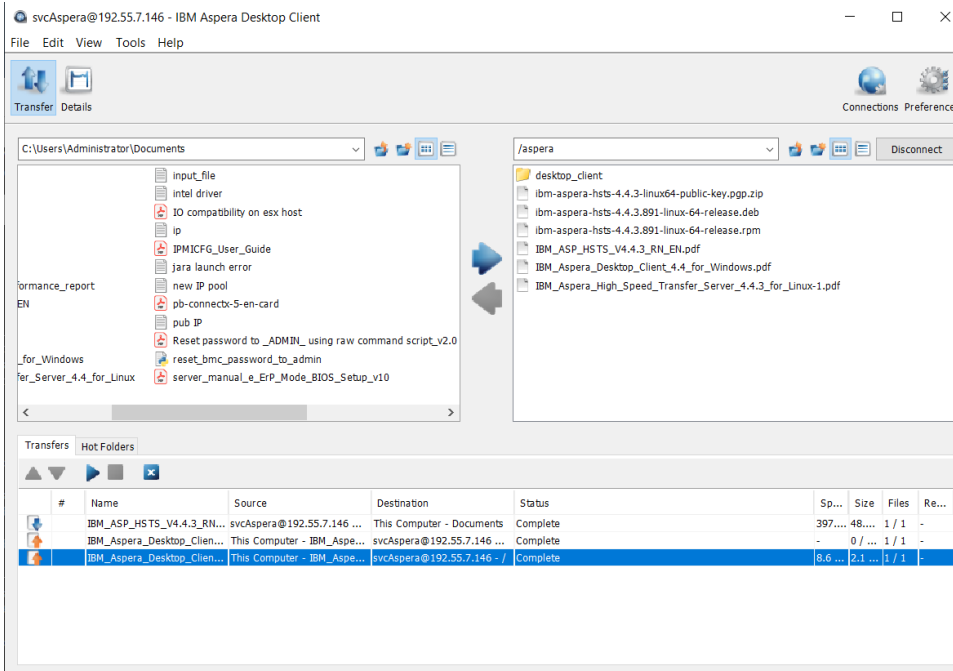 svcAspera@192.55.7.146 - IBM Aspera Desktop Client
File Edit View Tools Help
Transfer Details Connections Preference
C:\Users\Administrator\Documents
/aspera
Disconnect
formance_report
EN
_for_Windows
fer_Server_4.4_for_Linux
input_file
intel driver
IO compatibility on esx host
ip
IPMICFG_User_Guide
jara launch error
new IP pool
pb-connectx-5-en-card
pub IP
Reset password to _ADMIN_ using raw command script_v2.0
reset_bmc_password_to_admin
server_manual_e_ErP_Mode_BIOS_Setup_v10
desktop_client
ibm-aspera-hsts-4.4.3-linux64-public-key.pgp.zip
ibm-aspera-hsts-4.4.3.891-linux-64-release.deb
ibm-aspera-hsts-4.4.3.891-linux-64-release.rpm
IBM_ASP_HSTS_V4.4.3_RN_EN.pdf
IBM_Aspera_Desktop_Client_4.4_for_Windows.pdf
IBM_Aspera_High_Speed_Transfer_Server_4.4.3_for_Linux-1.pdf
Transfers Hot Folders
# Name Source Destination Status Sp... Size Files Re...
IBM_ASP_HSTS_V4.4.3_RN... svcAspera@192.55.7.146 ... This Computer - Documents Complete 397.... 48.... 1 / 1 -
IBM_Aspera_Desktop_Clien... This Computer - IBM_Aspe... svcAspera@192.55.7.146 ... Complete - 0 / ... 1 / 1 -
IBM_Aspera_Desktop_Clien... This Computer - IBM_Aspe... svcAspera@192.55.7.146 - / Complete 8.6 ... 2.1 ... 1 / 1 -